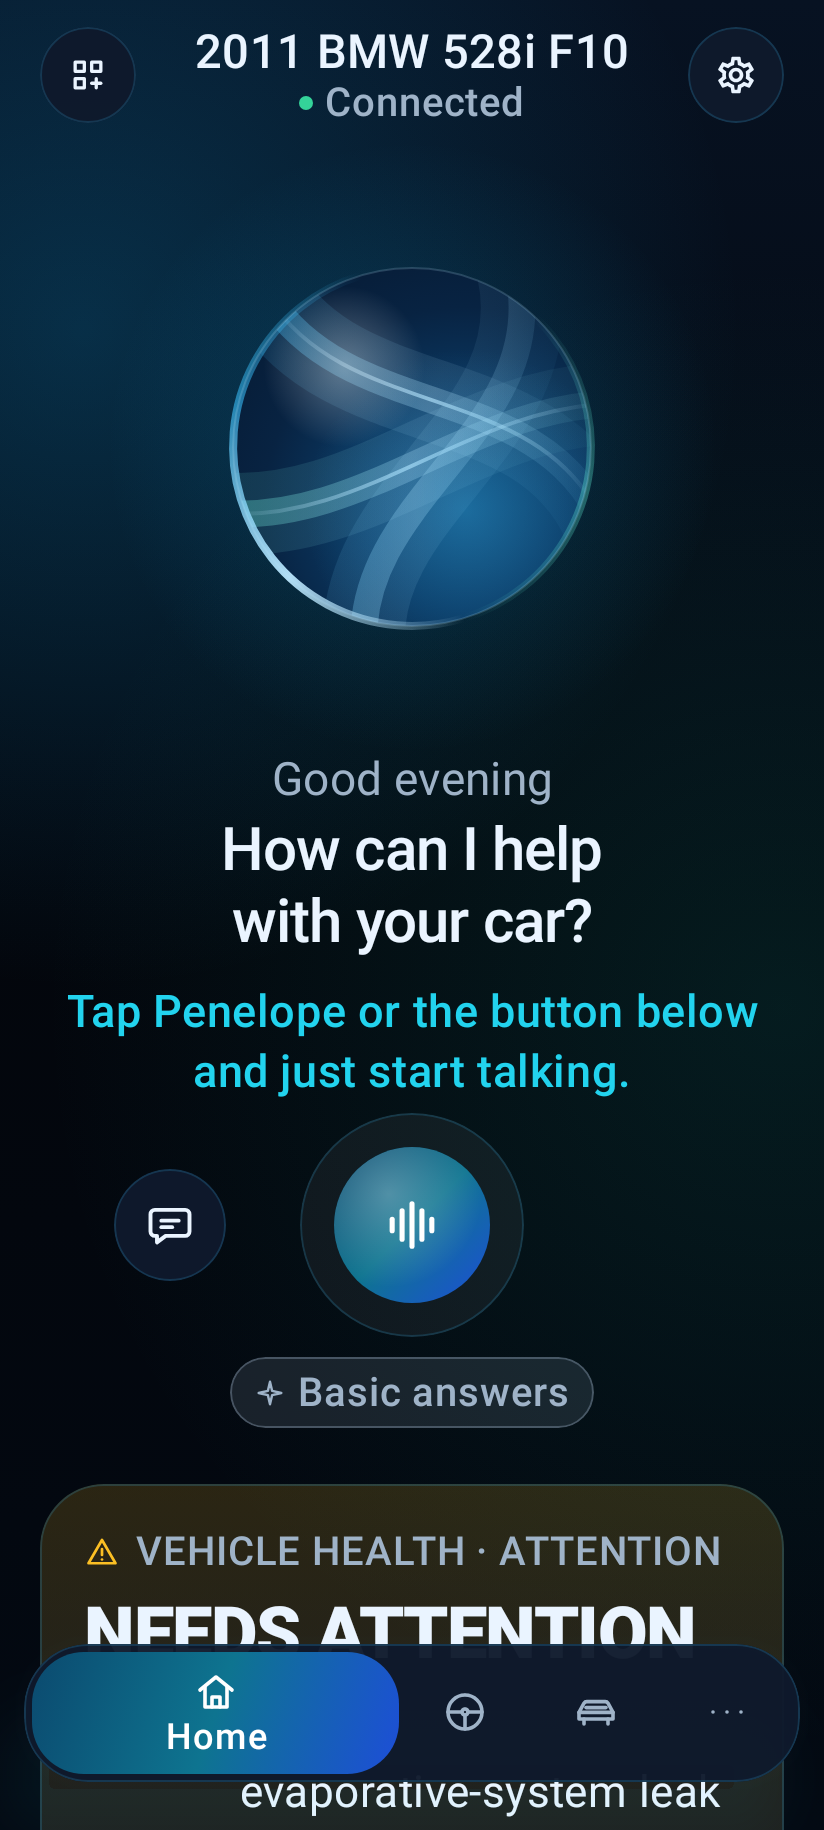 2011 BMW 528i F10
Connected
Good evening
How can I help
with your car?
Tap Penelope or the button below
and just start talking.
Basic answers
VEHICLE HEALTH · ATTENTION
NEEDS ATTENTION
Home
evaporative-system leak